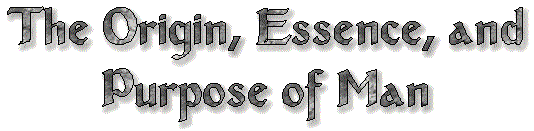 The Origin, Essence, and
Purpose of Man